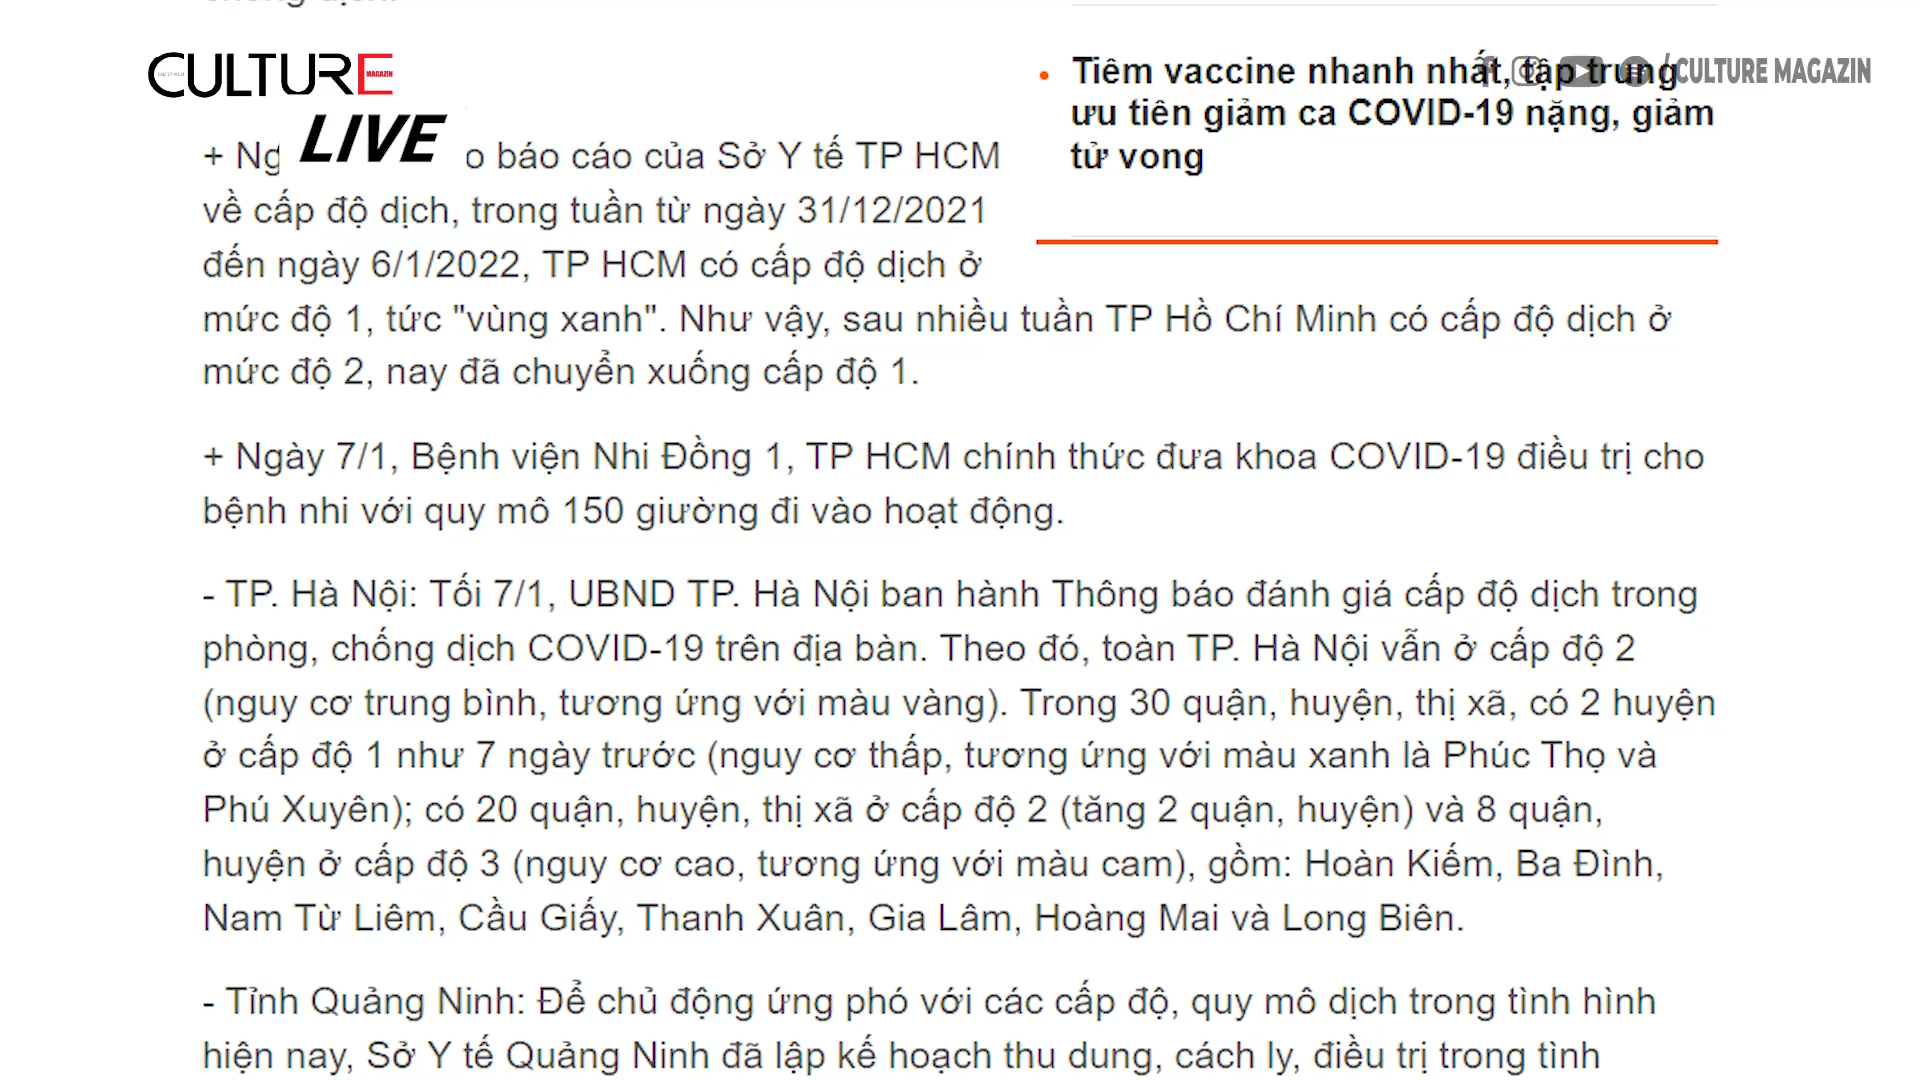 CULTURE
MAGAZIN
LIVE
Tiêm vaccine nhanh nhất, tập trung
ưu tiên giảm ca COVID-19 nặng, giảm
tử vong
/CULTURE MAGAZIN
+ Ng o báo cáo của Sở Y tế TP HCM
về cấp độ dịch, trong tuần từ ngày 31/12/2021
đến ngày 6/1/2022, TP HCM có cấp độ dịch ở
mức độ 1, tức "vùng xanh". Như vậy, sau nhiều tuần TP Hồ Chí Minh có cấp độ dịch ở
mức độ 2, nay đã chuyển xuống cấp độ 1.
+ Ngày 7/1, Bệnh viện Nhi Đồng 1, TP HCM chính thức đưa khoa COVID-19 điều trị cho
bệnh nhi với quy mô 150 giường đi vào hoạt động.
- TP. Hà Nội: Tối 7/1, UBND TP. Hà Nội ban hành Thông báo đánh giá cấp độ dịch trong
phòng, chống dịch COVID-19 trên địa bàn. Theo đó, toàn TP. Hà Nội vẫn ở cấp độ 2
(nguy cơ trung bình, tương ứng với màu vàng). Trong 30 quận, huyện, thị xã, có 2 huyện
ở cấp độ 1 như 7 ngày trước (nguy cơ thấp, tương ứng với màu xanh là Phúc Thọ và
Phú Xuyên); có 20 quận, huyện, thị xã ở cấp độ 2 (tăng 2 quận, huyện) và 8 quận,
huyện ở cấp độ 3 (nguy cơ cao, tương ứng với màu cam), gồm: Hoàn Kiếm, Ba Đình,
Nam Từ Liêm, Cầu Giấy, Thanh Xuân, Gia Lâm, Hoàng Mai và Long Biên.
- Tỉnh Quảng Ninh: Để chủ động ứng phó với các cấp độ, quy mô dịch trong tình hình
hiện nay, Sở Y tế Quảng Ninh đã lập kế hoạch thu dung, cách ly, điều trị trong tình